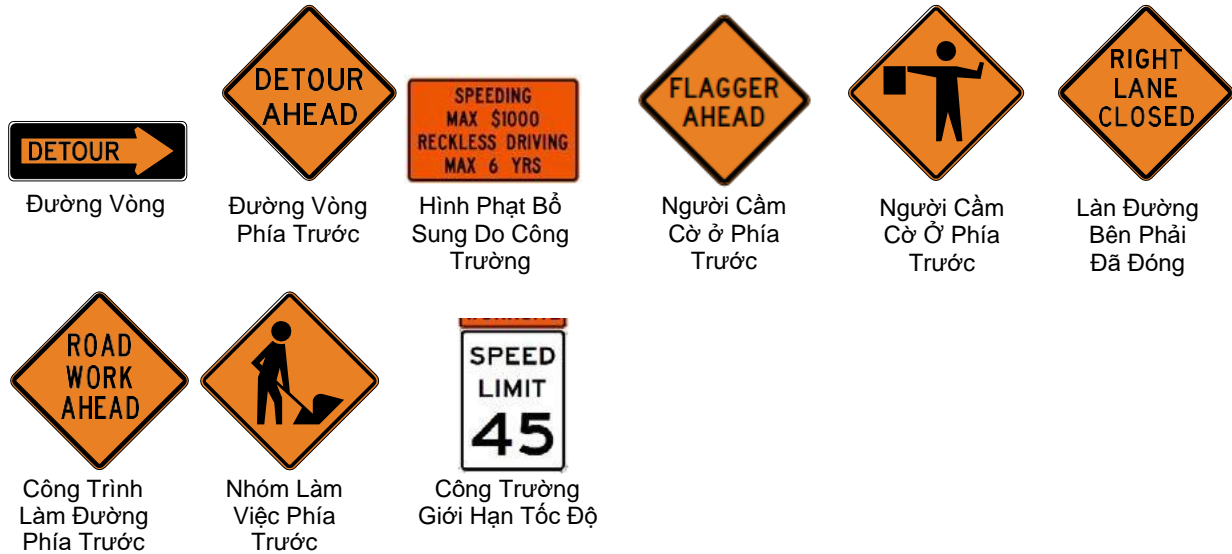 DETOUR
Đường Vòng
DETOUR
AHEAD
Đường Vòng
Phía Trước
SPEEDING
MAX $1000
RECKLESS DRIVING
MAX 6 YRS
Hình Phạt Bổ
Sung Do Công
Trường
FLAGGER
AHEAD
Người Cầm
Cờ ở Phía
Trước
Người Cầm
Cờ Ở Phía
Trước
RIGHT
LANE
CLOSED
Làn Đường
Bên Phải
Đã Đóng
ROAD
WORK
AHEAD
Công Trình
Làm Đường
Phía Trước
Nhóm Làm
Việc Phía
Trước
SPEED
LIMIT
45
Công Trường
Giới Hạn Tốc Độ